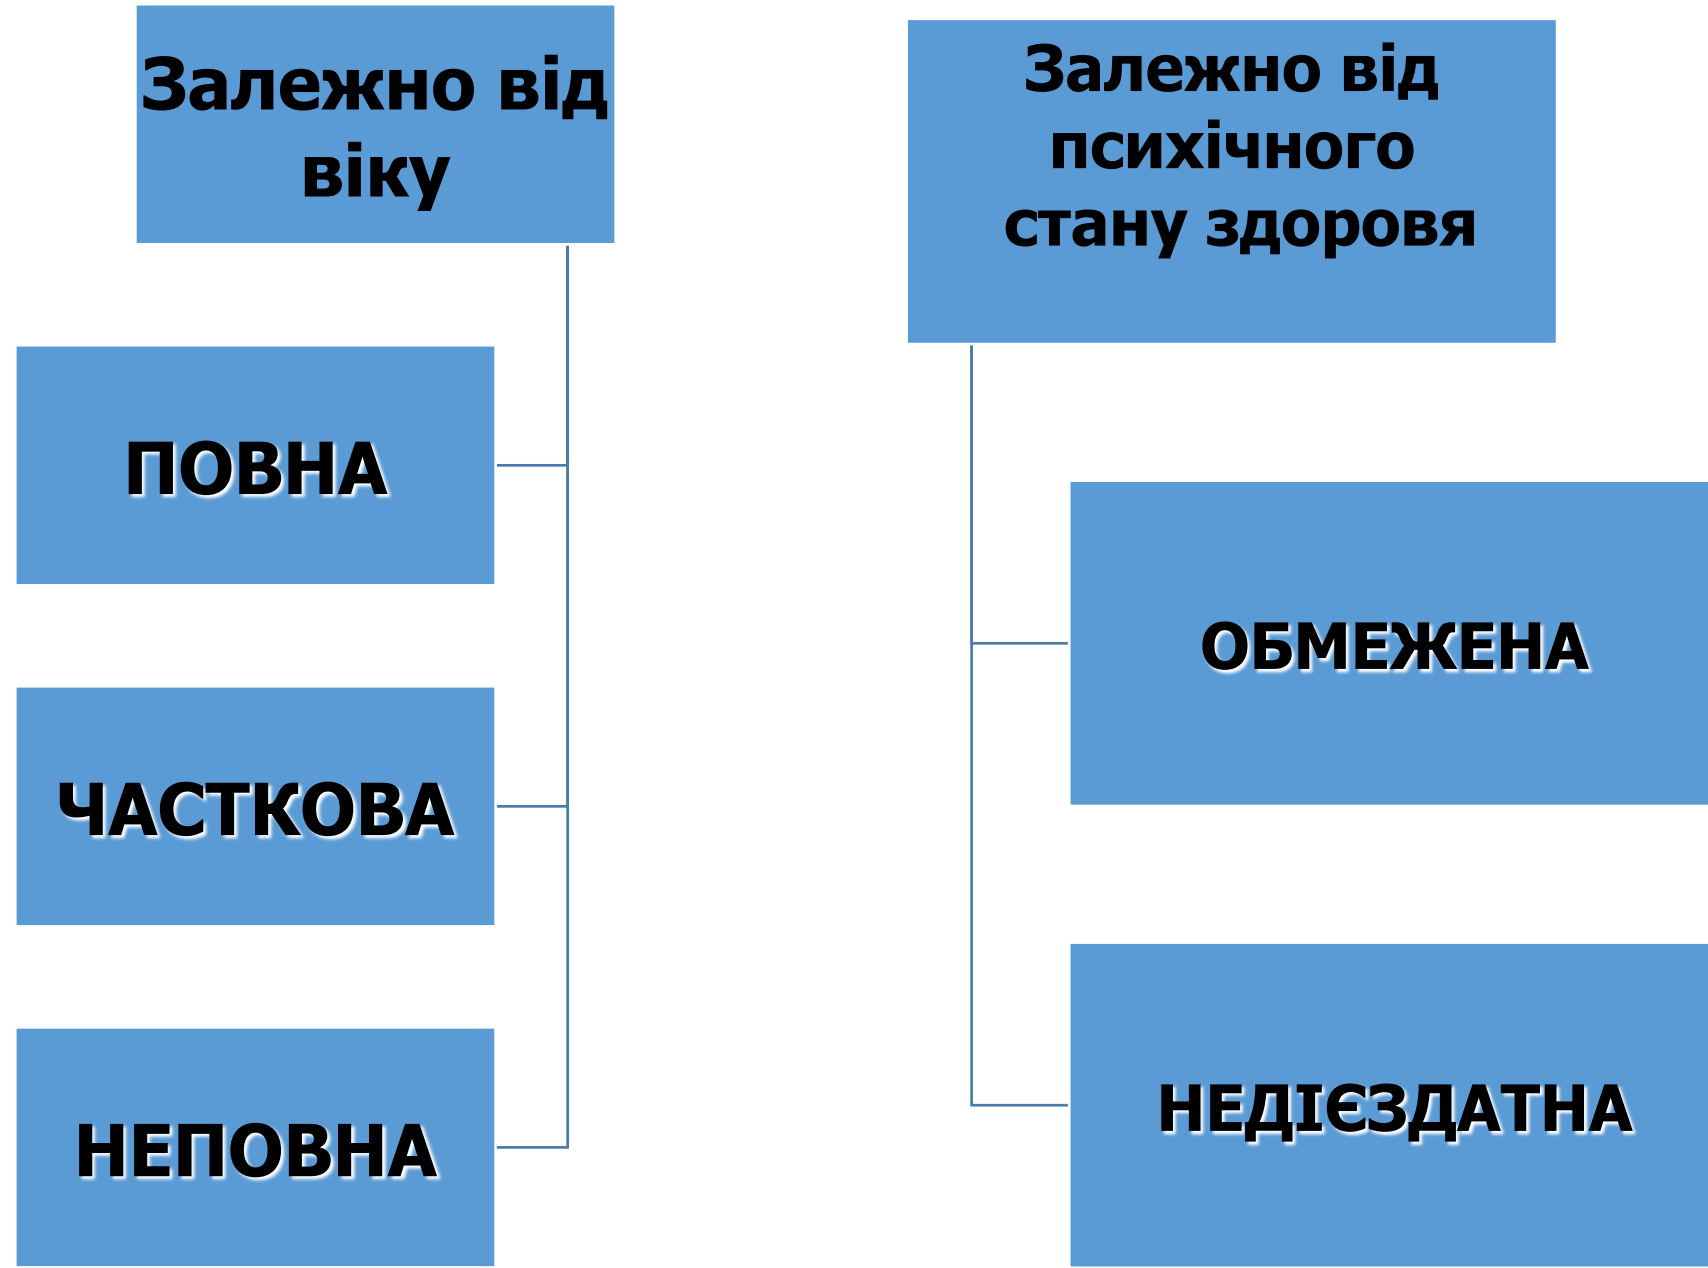 Залежно від
віку
ПОВНА
ЧАСТКОВА
НЕПОВНА
Залежно від
психічного
стану здоровя
ОБМЕЖЕНА
НЕДІЄЗДАТНА